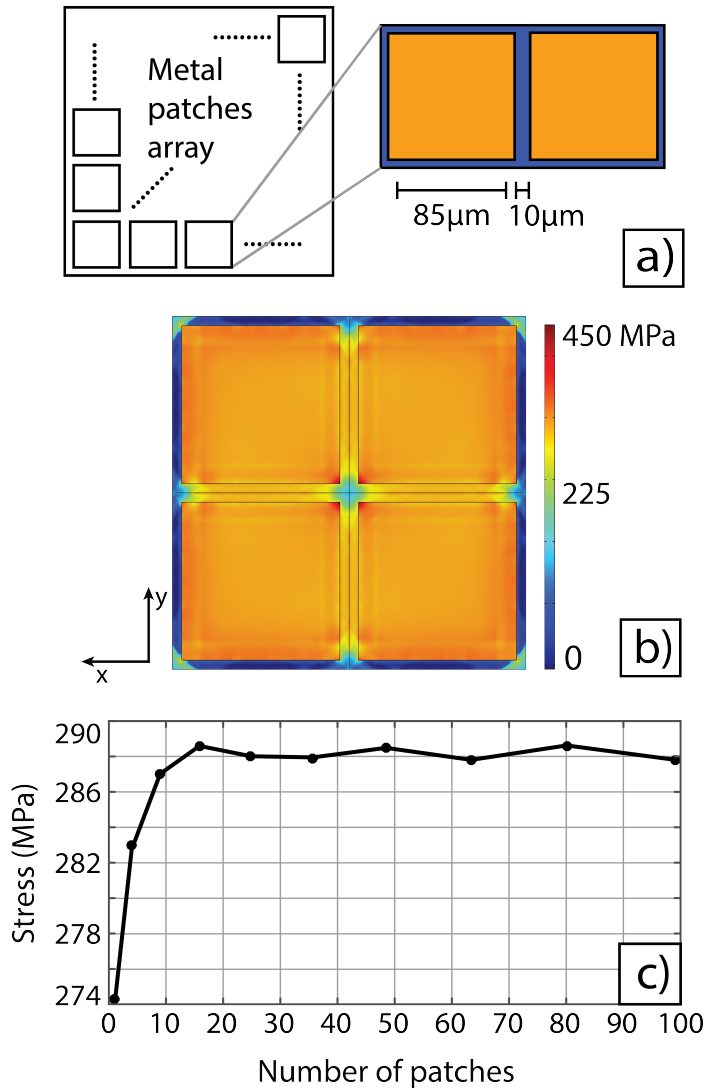 Metal
patches
array
85µm
10µm
a)
450 MPa
225
0
y
x
b)
290
286
282
278
274
Stress (MPa)
0 10 20 30 40 50 60 70 80 90 100
Number of patches
c)